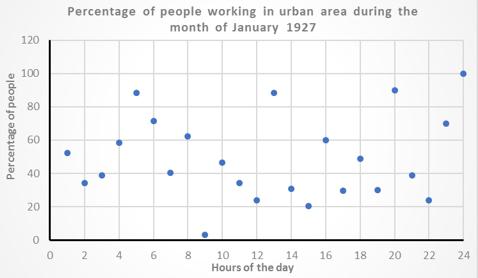 Percentage of people working in urban area during the
month of January 1927
Percentage of people
120
100
80
60
40
20
0
0 2 4 6 8 10 12 14 16 18 20 22 24
Hours of the day